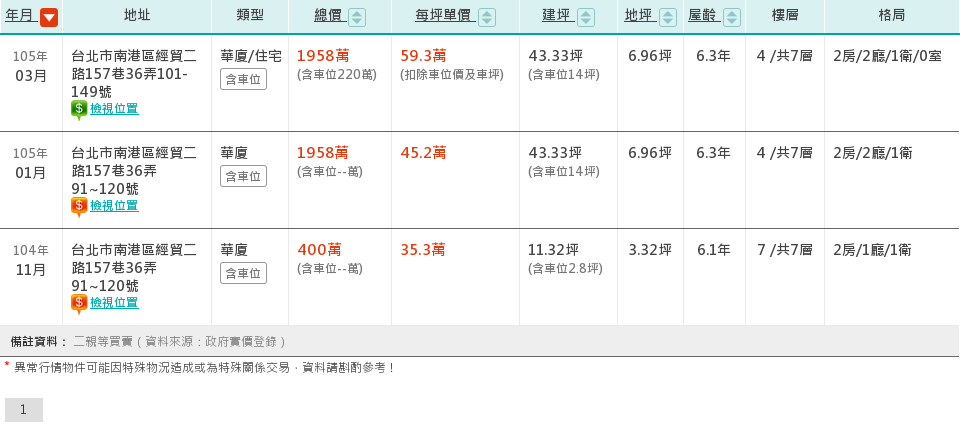 年月 地址 類型 總價 每坪單價 建坪 地坪 屋齡 樓層 格局
105年 台北市南港區經貿二 華廈/住宅 1958萬 59.3萬 43.33坪 6.96坪 6.3年 4 /共7層 2房/2廳/1衛/0室
03月 路157巷36弄101- 含車位 (含車位220萬) (扣除車位價及車坪) (含車位14坪)
149號
$ 檢視位置
105年 台北市南港區經貿二 華廈 1958萬 45.2萬 43.33坪 6.96坪 6.3年 4 /共7層 2房/2廳/1衛
01月 路157巷36弄 含車位 (含車位--萬) (含車位14坪)
91~120號
$ 檢視位置
104年 台北市南港區經貿二 華廈 400萬 35.3萬 11.32坪 3.32坪 6.1年 7 /共7層 2房/1廳/1衛
11月 路157巷36弄 含車位 (含車位--萬) (含車位2.8坪)
91~120號
$ 檢視位置
備註資料： 二親等買賣 ( 資料來源：政府實價登錄 )
* 異常行情物件可能因特殊物況造成或為特殊關係交易，資料請斟酌參考！
1